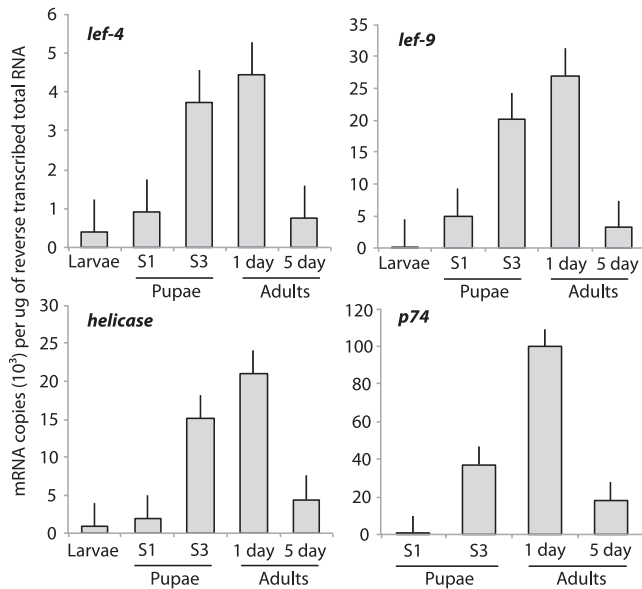 mRNA copies (10³) per ug of reverse transcribed total RNA
lef-4
6
5
4
3
2
1
0
Larvae S1 S3 1 day 5 day
Pupae Adults
lef-9
35
30
25
20
15
10
5
0
Larvae S1 S3 1 day 5 day
Pupae Adults
helicase
30
25
20
15
10
5
0
Larvae S1 S3 1 day 5 day
Pupae Adults
p74
120
100
80
60
40
20
0
S1 S3 1 day 5 day
Pupae Adults